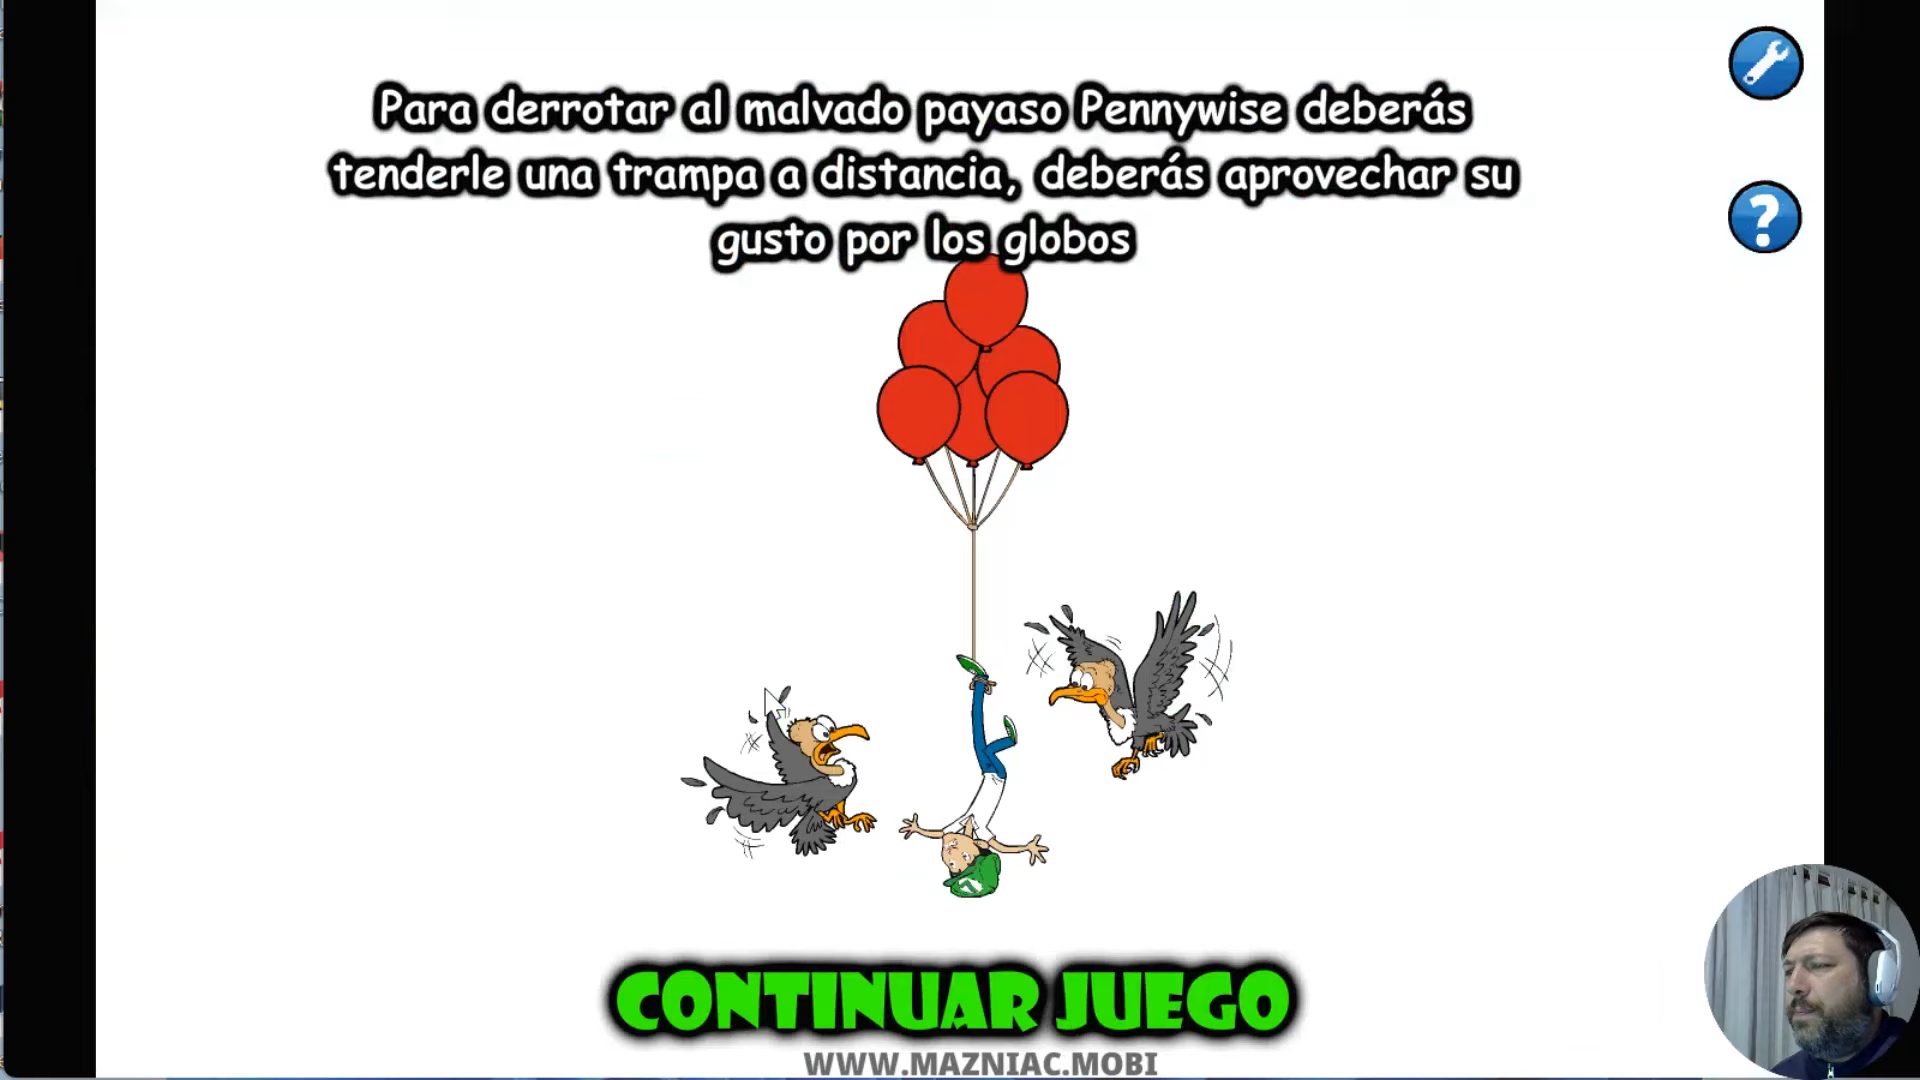 Para derrotar al malvado payaso Pennywise deberás
tenderle una trampa a distancia, deberás aprovechar su
gusto por los globos
?
CONTINUAR JUEGO
WWW.MAZNIAC.MOBI